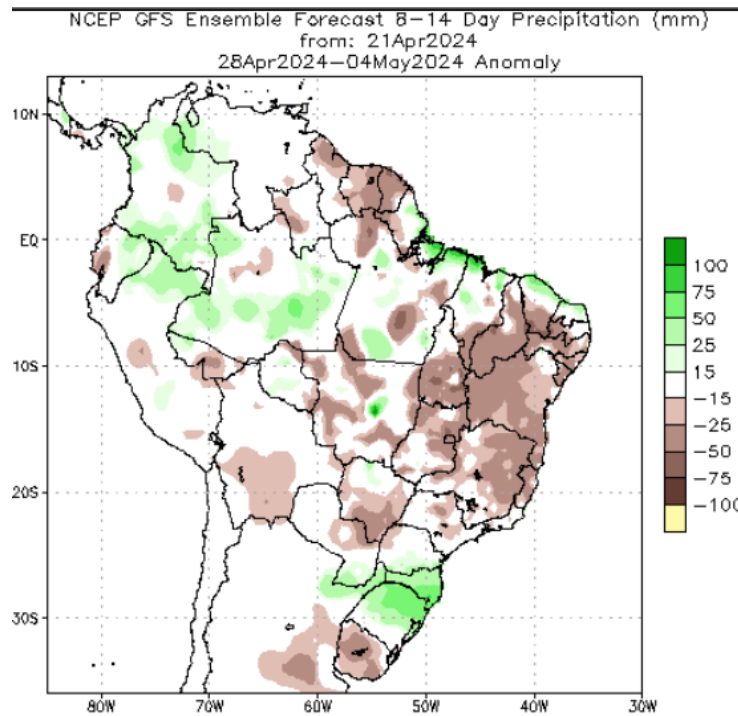 NCEP GFS Ensemble Forecast 8-14 Day Precipitation (mm)
from: 21Apr2024
28Apr2024-04May2024 Anomaly
10N
EQ
10S
20S
30S
80W
70W
60W
50W
40W
30W
100
75
50
25
15
-15
-25
-50
-75
-100